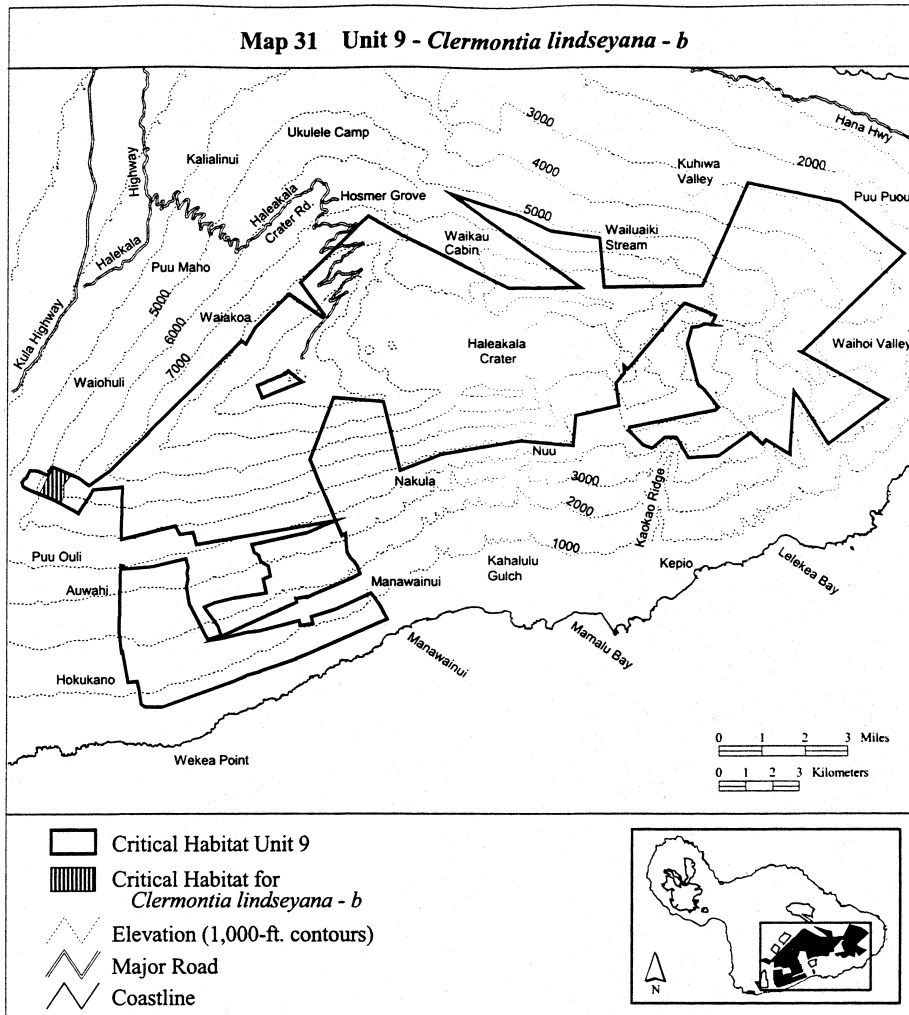 Map 31 Unit 9 - Clermontia lindseyana - b
Hana Hwy
3000
Ukulele Camp
Kalialinui
Highway
4000
Kuhiwa
Valley
2000
Haleakala
Crater Rd.
Hosmer Grove
Puu Puou
5000
Waikau
Cabin
Wailuaiki
Stream
Halekala
Puu Maho
5000
6000
7000
Waiakoa
Kula Highway
Haleakala
Crater
Waihoi Valley
Waiohuli
Nuu
Nakula
3000
2000
1000
Kaokao Ridge
Puu Ouli
Auwahi
Manawainui
Kahalulu
Gulch
Kepio
Lelekea Bay
Mamalu Bay
Manawainui
Hokukano
Wekea Point
0 1 2 3 Miles
0 1 2 3 Kilometers
Critical Habitat Unit 9
Critical Habitat for
Clermontia lindseyana - b
Elevation (1,000-ft. contours)
Major Road
Coastline
N